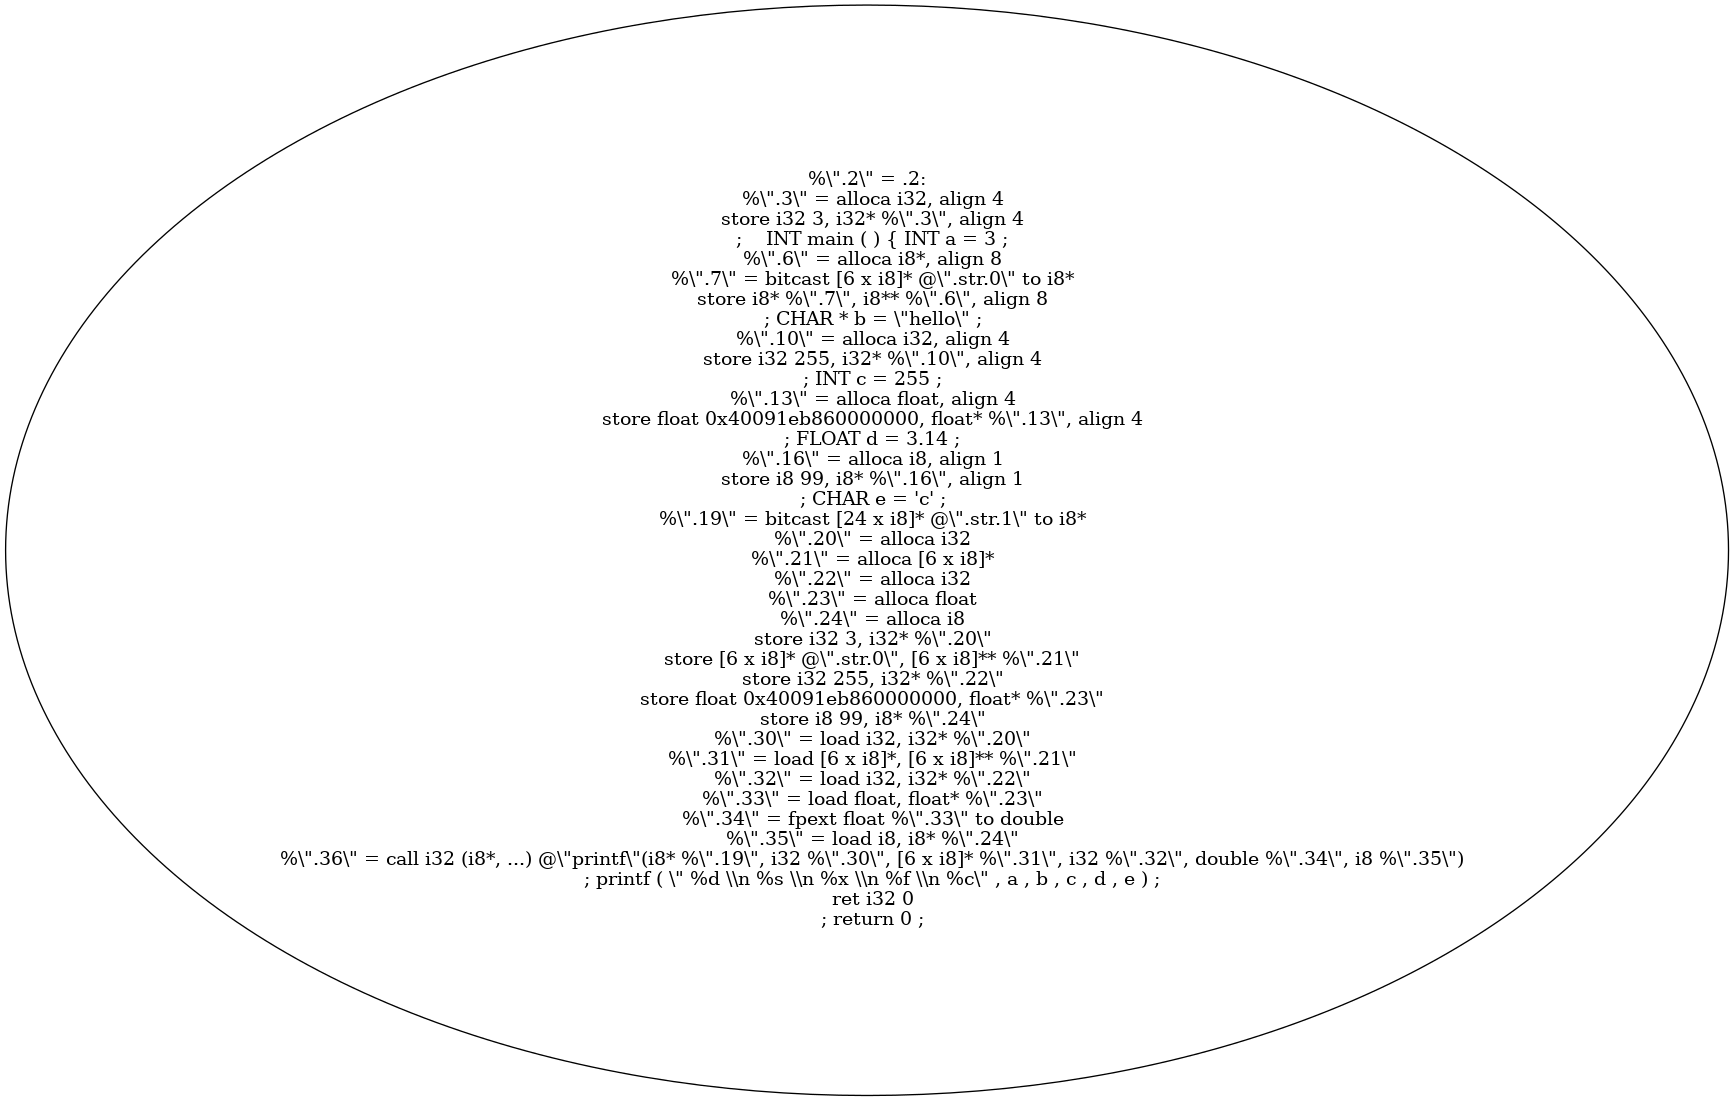 %\".2\" = .2:
%\".3\" = alloca i32, align 4
store i32 3, i32* %\".3\", align 4
;    INT main ( ) { INT a = 3 ;
%\".6\" = alloca i8*, align 8
%\".7\" = bitcast [6 x i8]* @\".str.0\" to i8*
store i8* %\".7\", i8** %\".6\", align 8
; CHAR * b = \"hello\" ;
%\".10\" = alloca i32, align 4
store i32 255, i32* %\".10\", align 4
; INT c = 255 ;
%\".13\" = alloca float, align 4
store float 0x40091eb860000000, float* %\".13\", align 4
; FLOAT d = 3.14 ;
%\".16\" = alloca i8, align 1
store i8 99, i8* %\".16\", align 1
; CHAR e = 'c' ;
%\".19\" = bitcast [24 x i8]* @\".str.1\" to i8*
%\".20\" = alloca i32
%\".21\" = alloca [6 x i8]*
%\".22\" = alloca i32
%\".23\" = alloca float
%\".24\" = alloca i8
store i32 3, i32* %\".20\"
store [6 x i8]* @\".str.0\", [6 x i8]** %\".21\"
store i32 255, i32* %\".22\"
store float 0x40091eb860000000, float* %\".23\"
store i8 99, i8* %\".24\"
%\".30\" = load i32, i32* %\".20\"
%\".31\" = load [6 x i8]*, [6 x i8]** %\".21\"
%\".32\" = load i32, i32* %\".22\"
%\".33\" = load float, float* %\".23\"
%\".34\" = fpext float %\".33\" to double
%\".35\" = load i8, i8* %\".24\"
%\".36\" = call i32 (i8*, ...) @\"printf\"(i8* %\".19\", i32 %\".30\", [6 x i8]* %\".31\", i32 %\".32\", double %\".34\", i8 %\".35\")
; printf ( \" %d \\n %s \\n %x \\n %f \\n %c\" , a , b , c , d , e ) ;
ret i32 0
; return 0 ;